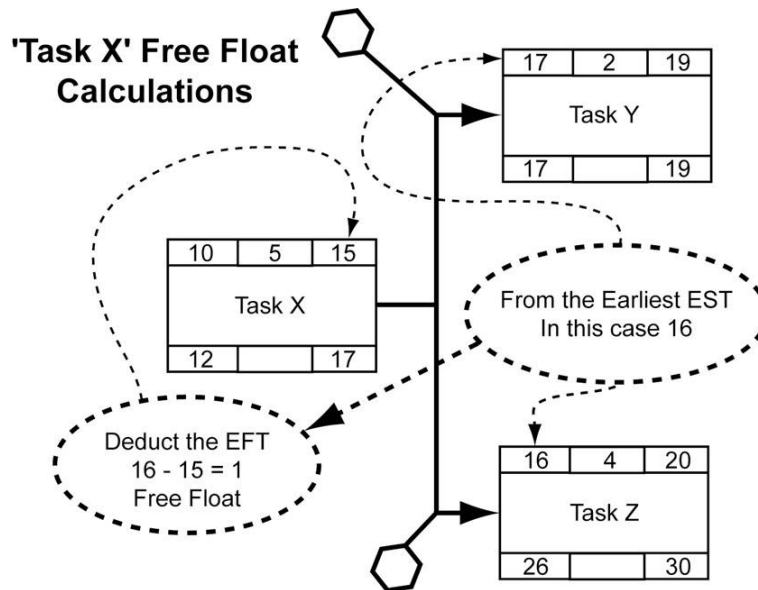 'Task X' Free Float
Calculations
17 2 19
Task Y
17 19
10 5 15
Task X
12 17
From the Earliest EST
In this case 16
Deduct the EFT
16 - 15 = 1
Free Float
16 4 20
Task Z
26 30